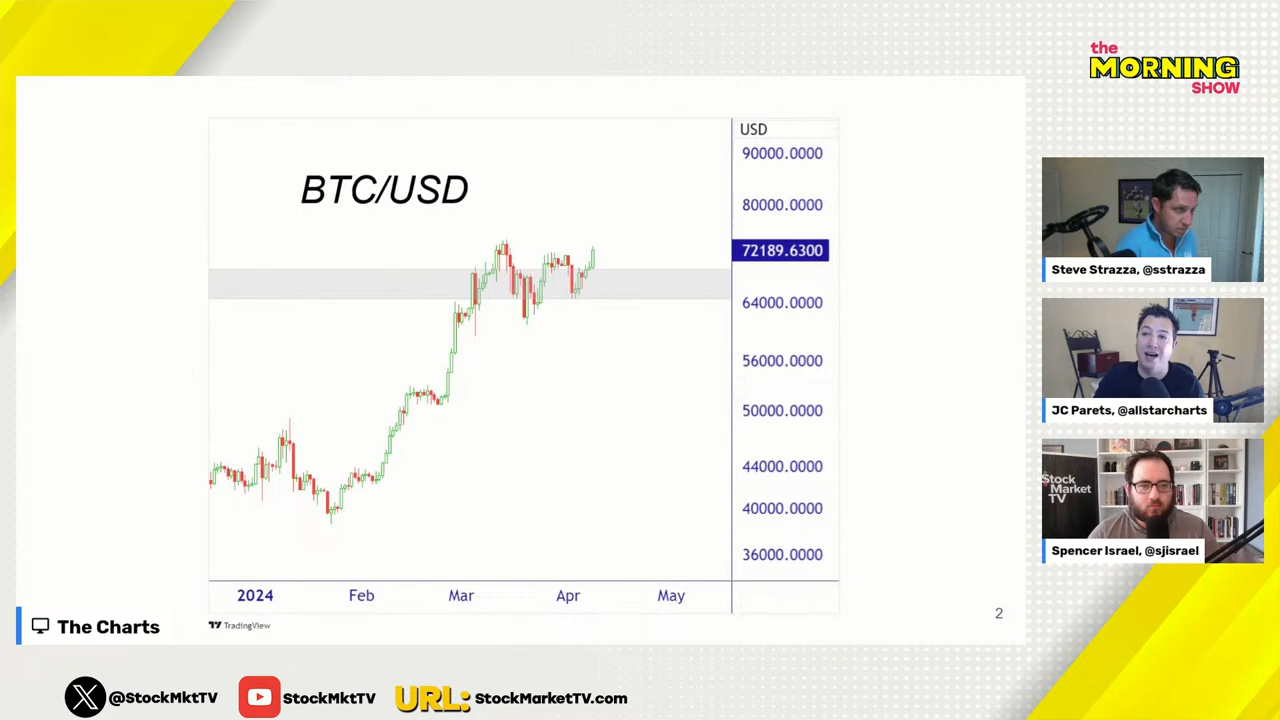 the
MORNING
SHOW
BTC/USD
USD
90000.0000
80000.0000
72189.6300
64000.0000
56000.0000
50000.0000
44000.0000
40000.0000
36000.0000
2024 Feb Mar Apr May
TradingView
2
The Charts
Steve Strazza, @sstrazza
JC Parets, @allstarcharts
Stock
Market
TV
Spencer Israel, @sjisrael
@StockMktTV StockMktTV URL: StockMarketTV.com